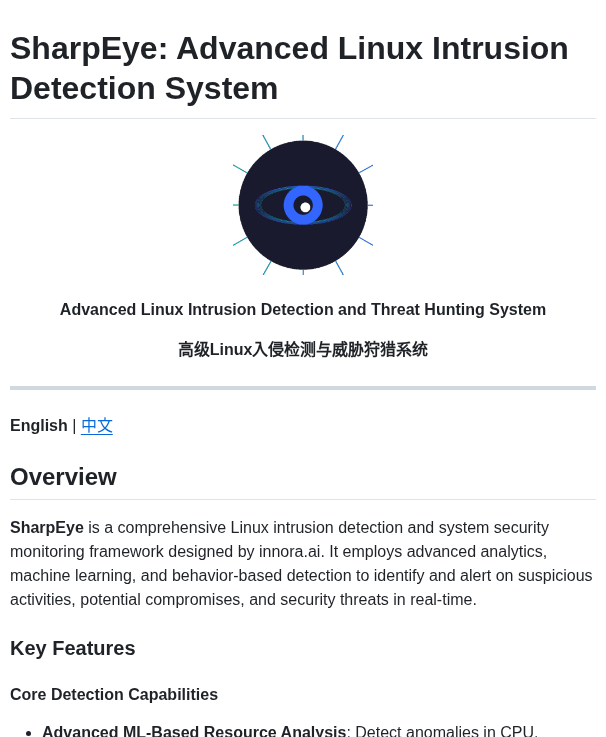 SharpEye: Advanced Linux Intrusion
Detection System
Advanced Linux Intrusion Detection and Threat Hunting System
高级Linux入侵检测与威胁狩猎系统
English | 中文
Overview
SharpEye is a comprehensive Linux intrusion detection and system security
monitoring framework designed by innora.ai. It employs advanced analytics,
machine learning, and behavior-based detection to identify and alert on suspicious
activities, potential compromises, and security threats in real-time.
Key Features
Core Detection Capabilities
• Advanced ML-Based Resource Analysis: Detect anomalies in CPU,